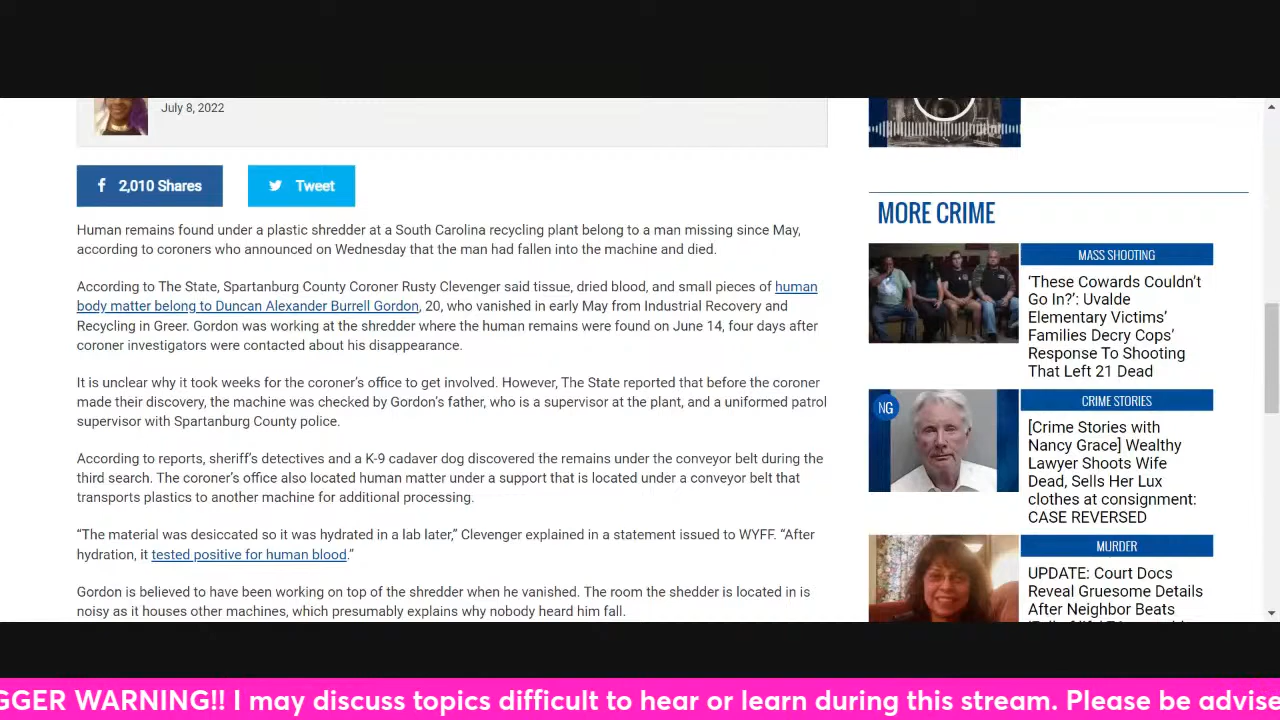 July 8, 2022
2,010 Shares
Tweet
Human remains found under a plastic shredder at a South Carolina recycling plant belong to a man missing since May,
according to coroners who announced on Wednesday that the man had fallen into the machine and died.
According to The State, Spartanburg County Coroner Rusty Clevenger said tissue, dried blood, and small pieces of human
body matter belong to Duncan Alexander Burrell Gordon, 20, who vanished in early May from Industrial Recovery and
Recycling in Greer. Gordon was working at the shredder where the human remains were found on June 14, four days after
coroner investigators were contacted about his disappearance.
It is unclear why it took weeks for the coroner's office to get involved. However, The State reported that before the coroner
made their discovery, the machine was checked by Gordon's father, who is a supervisor at the plant, and a uniformed patrol
supervisor with Spartanburg County police.
According to reports, sheriff's detectives and a K-9 cadaver dog discovered the remains under the conveyor belt during the
third search. The coroner's office also located human matter under a support that is located under a conveyor belt that
transports plastics to another machine for additional processing.
“The material was desiccated so it was hydrated in a lab later,” Clevenger explained in a statement issued to WYFF. “After
hydration, it tested positive for human blood.”
Gordon is believed to have been working on top of the shredder when he vanished. The room the shedder is located in is
noisy as it houses other machines, which presumably explains why nobody heard him fall.
MORE CRIME
MASS SHOOTING
‘These Cowards Couldn’t
Go In?’: Uvalde
Elementary Victims’
Families Decry Cops’
Response To Shooting
That Left 21 Dead
NG
CRIME STORIES
[Crime Stories with
Nancy Grace] Wealthy
Lawyer Shoots Wife
Dead, Sells Her Lux
clothes at consignment:
CASE REVERSED
MURDER
UPDATE: Court Docs
Reveal Gruesome Details
After Neighbor Beats
GGER WARNING!! I may discuss topics difficult to hear or learn during this stream. Please be advise